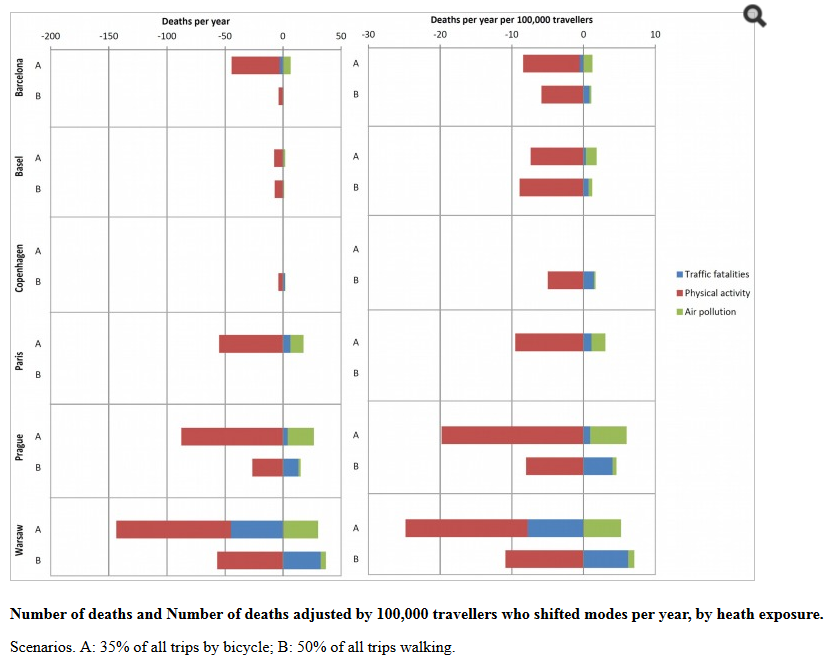 Deaths per year
Deaths per year per 100,000 travellers
-200 -150 -100 -50 0 50
-30 -20 -10 0 10
Barcelona
A
B
A
B
Basel
A
B
A
B
Copenhagen
A
B
A
B
Paris
A
B
A
B
Prague
A
B
A
B
Warsaw
A
B
A
B
Traffic fatalities
Physical activity
Air pollution
Number of deaths and Number of deaths adjusted by 100,000 travellers who shifted modes per year, by heath exposure.
Scenarios. A: 35% of all trips by bicycle; B: 50% of all trips walking.